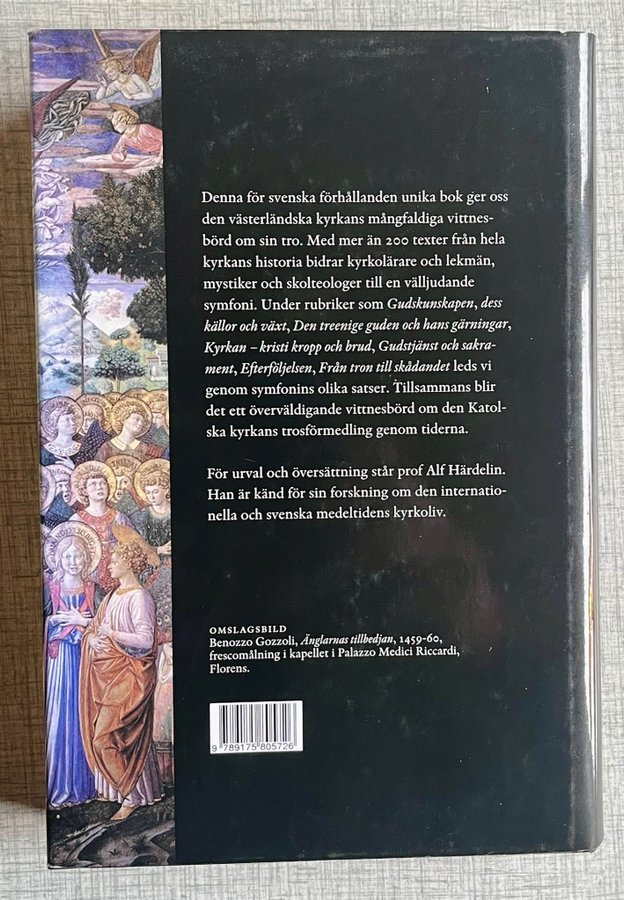 Denna för svenska förhållanden unika bok ger oss
den västerländska kyrkans mångfaldiga vittnes-
börd om sin tro. Med mer än 200 texter från hela
kyrkans historia bidrar kyrkolärare och lekmän,
mystiker och skolteologer till en välljudande
symfoni. Under rubriker som Gudskunskapen, dess
källor och växt, Den treenige guden och hans gärningar,
Kyrkan – kristi kropp och brud, Gudstjänst och sakra-
ment, Efterföljelsen, Från tron till skådandet leds vi
genom symfonins olika satser. Tillsammans blir
det ett överväldigande vittnesbörd om den Katol-
ska kyrkans trosförmedling genom tiderna.
För urval och översättning står prof Alf Härdelin.
Han är känd för sin forskning om den internatio-
nella och svenska medeltidens kyrkoliv.
OMSLAGSBILD
Benozzo Gozzoli, Änglarnas tillbedjan, 1459-60,
frescomålning i kapellet i Palazzo Medici Riccardi,
Florens.
9 789175 805726